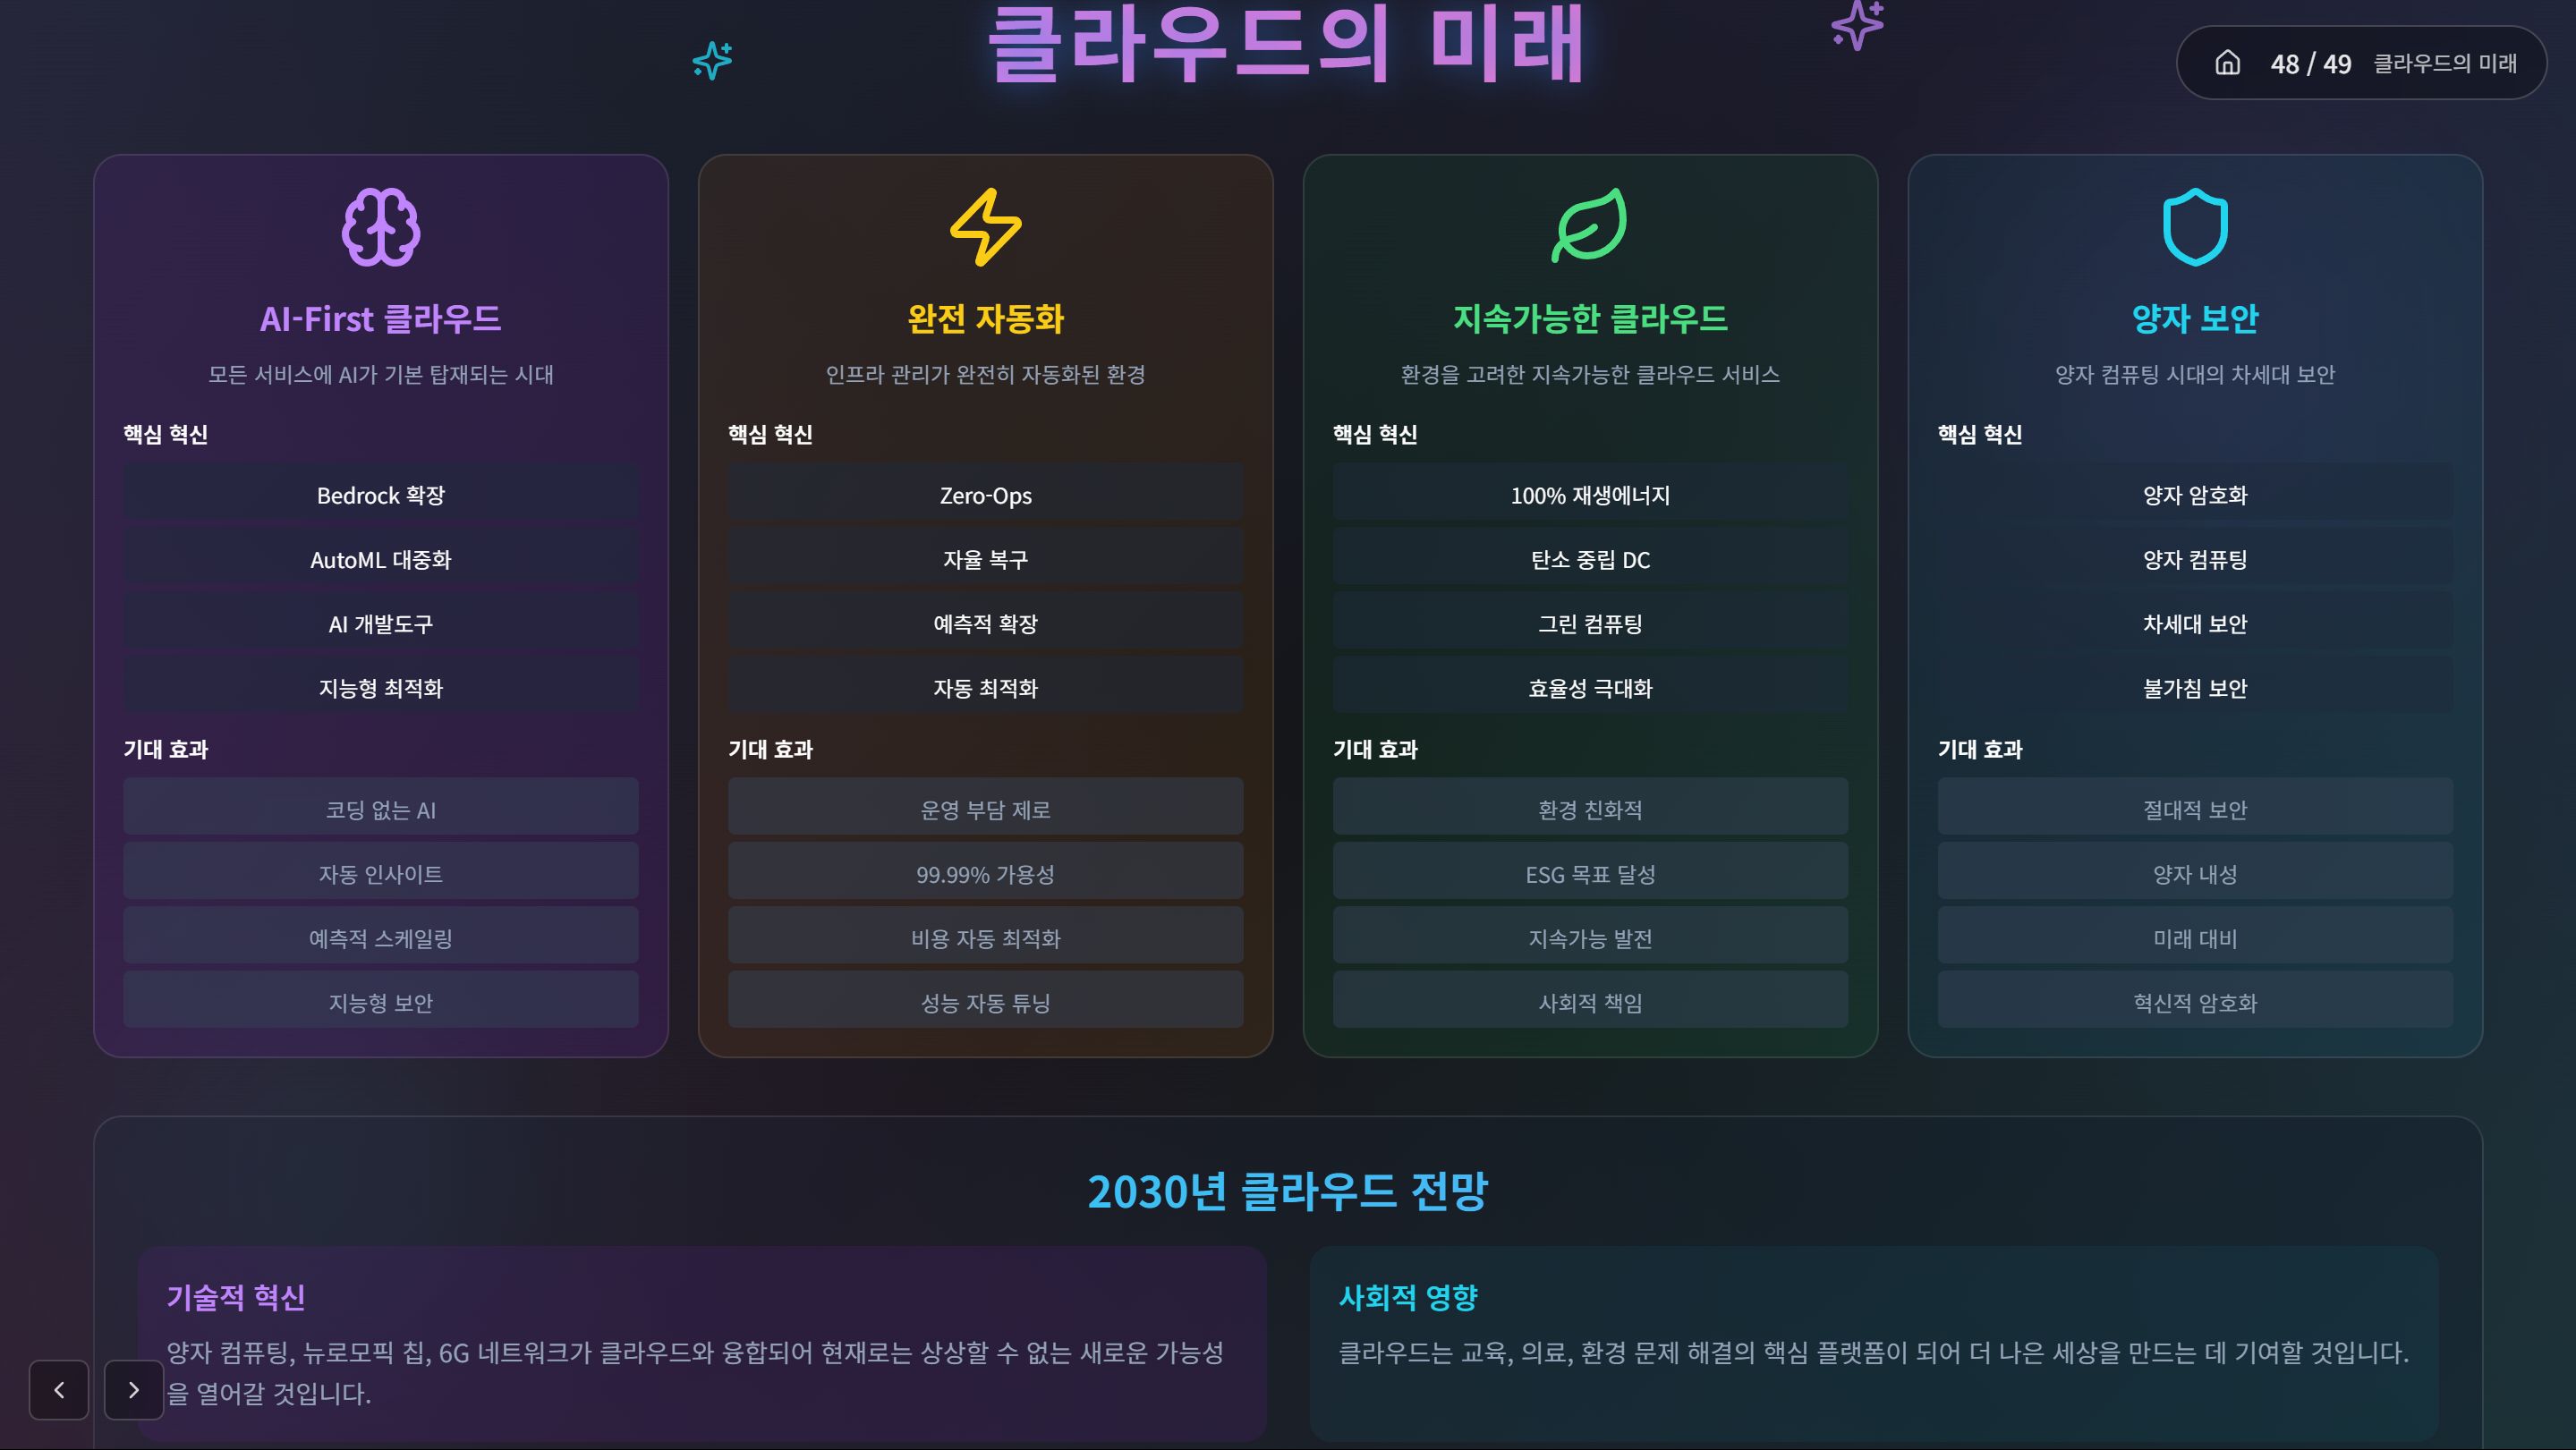 클라우드의 미래
48 / 49 클라우드의 미래
AI-First 클라우드
모든 서비스에 AI가 기본 탑재되는 시대
핵심 혁신
Bedrock 확장
AutoML 대중화
AI 개발도구
지능형 최적화
기대 효과
코딩 없는 AI
자동 인사이트
예측적 스케일링
지능형 보안
완전 자동화
인프라 관리가 완전히 자동화된 환경
핵심 혁신
Zero-Ops
자율 복구
예측적 확장
자동 최적화
기대 효과
운영 부담 제로
99.99% 가용성
비용 자동 최적화
성능 자동 튜닝
지속가능한 클라우드
환경을 고려한 지속가능한 클라우드 서비스
핵심 혁신
100% 재생에너지
탄소 중립 DC
그린 컴퓨팅
효율성 극대화
기대 효과
환경 친화적
ESG 목표 달성
지속가능 발전
사회적 책임
양자 보안
양자 컴퓨팅 시대의 차세대 보안
핵심 혁신
양자 암호화
양자 컴퓨팅
차세대 보안
불가침 보안
기대 효과
절대적 보안
양자 내성
미래 대비
혁신적 암호화
2030년 클라우드 전망
기술적 혁신
양자 컴퓨팅, 뉴로모픽 칩, 6G 네트워크가 클라우드와 융합되어 현재로는 상상할 수 없는 새로운 가능성
을 열어갈 것입니다.
사회적 영향
클라우드는 교육, 의료, 환경 문제 해결의 핵심 플랫폼이 되어 더 나은 세상을 만드는 데 기여할 것입니다.